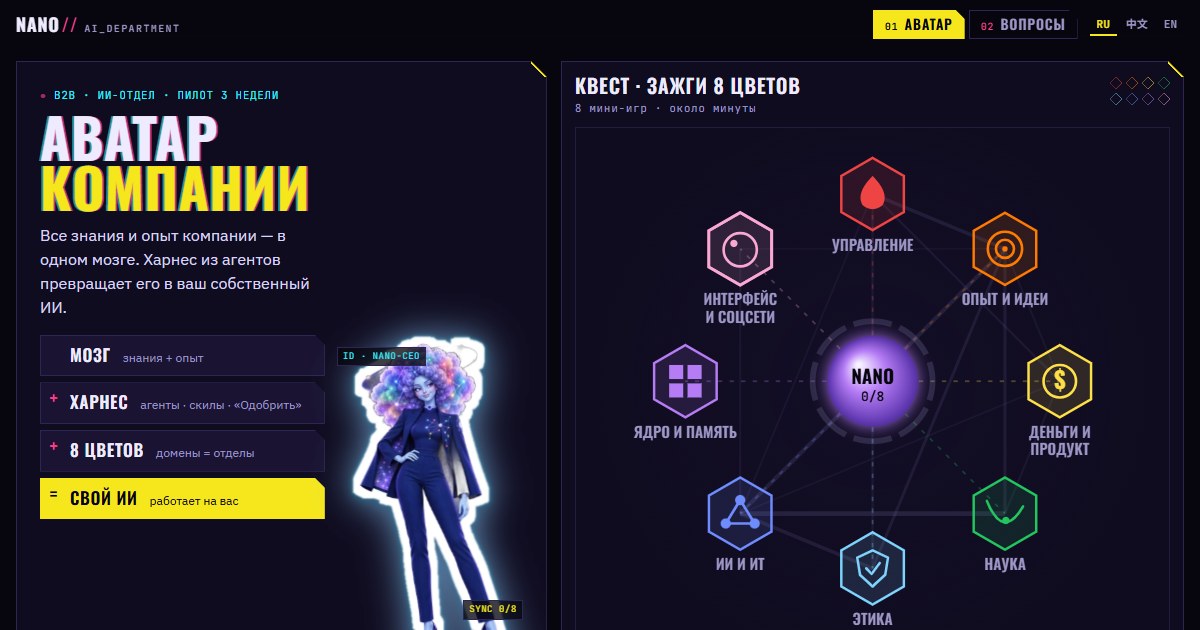 NANO // AI_DEPARTMENT
01 АВАТАР
02 ВОПРОСЫ
RU 中文 EN
B2B · ИИ-ОТДЕЛ · ПИЛОТ 3 НЕДЕЛИ
АВАТАР
КОМПАНИИ
Все знания и опыт компании — в
одном мозге. Харнес из агентов
превращает его в ваш собственный
ИИ.
МОЗГ знания + опыт
+ ХАРНЕС агенты · скилы · «Одобрить»
+ 8 ЦВЕТОВ домены = отделы
= СВОЙ ИИ работает на вас
ID · NANO-CEO
SYNC 0/8
КВЕСТ · ЗАЖГИ 8 ЦВЕТОВ
8 мини-игр · около минуты
УПРАВЛЕНИЕ
ИНТЕРФЕЙС
И СОЦСЕТИ
ОПЫТ И ИДЕИ
NANO
0/8
$
ЯДРО И ПАМЯТЬ
ДЕНЬГИ И
ПРОДУКТ
ИИ И ИТ
НАУКА
ЭТИКА